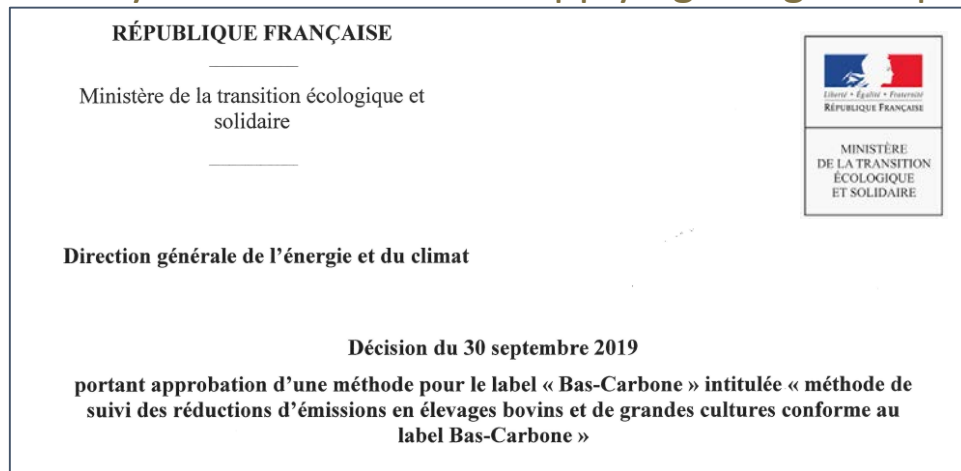 RÉPUBLIQUE FRANÇAISE
Ministère de la transition écologique et
solidaire
Liberté • Égalité • Fraternité
RÉPUBLIQUE FRANÇAISE
MINISTÈRE
DE LA TRANSITION
ÉCOLOGIQUE
ET SOLIDAIRE
Direction générale de l’énergie et du climat
Décision du 30 septembre 2019
portant approbation d’une méthode pour le label « Bas-Carbone » intitulée « méthode de
suivi des réductions d’émissions en élevages bovins et de grandes cultures conforme au
label Bas-Carbone »